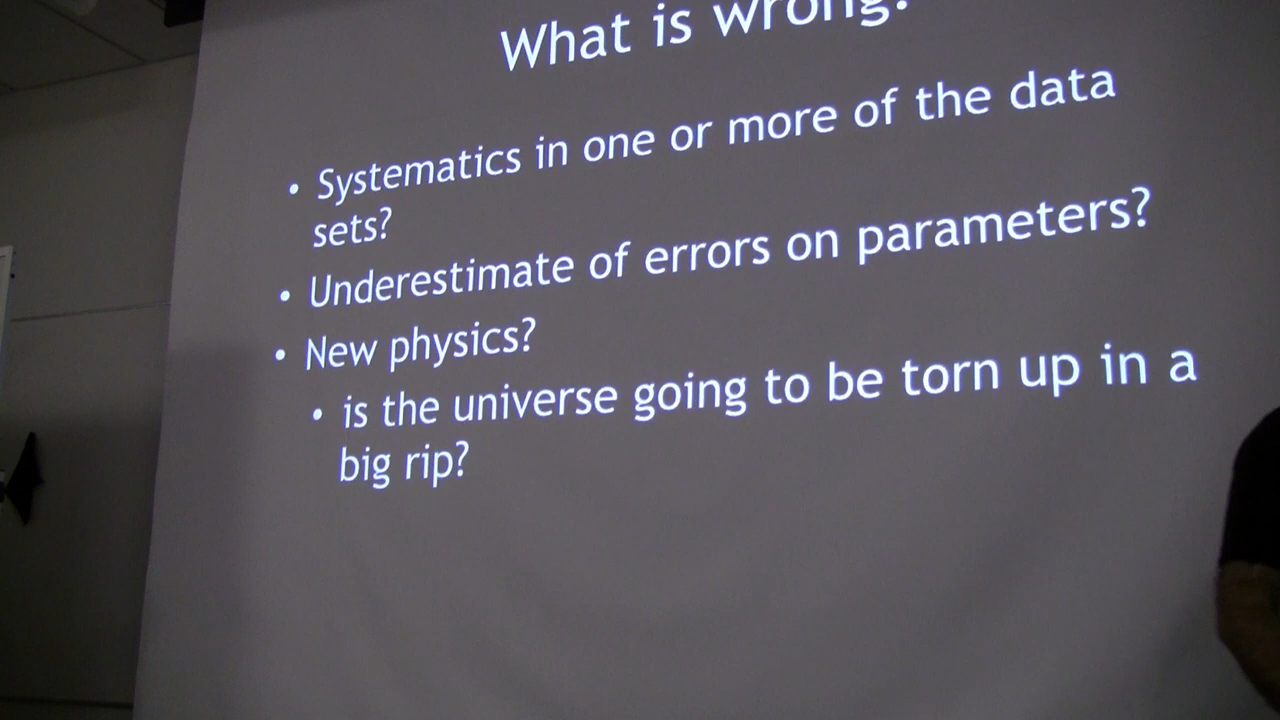 What is wrong?
• Systematics in one or more of the data
sets?
• Underestimate of errors on parameters?
• New physics?
• is the universe going to be torn up in a
big rip?